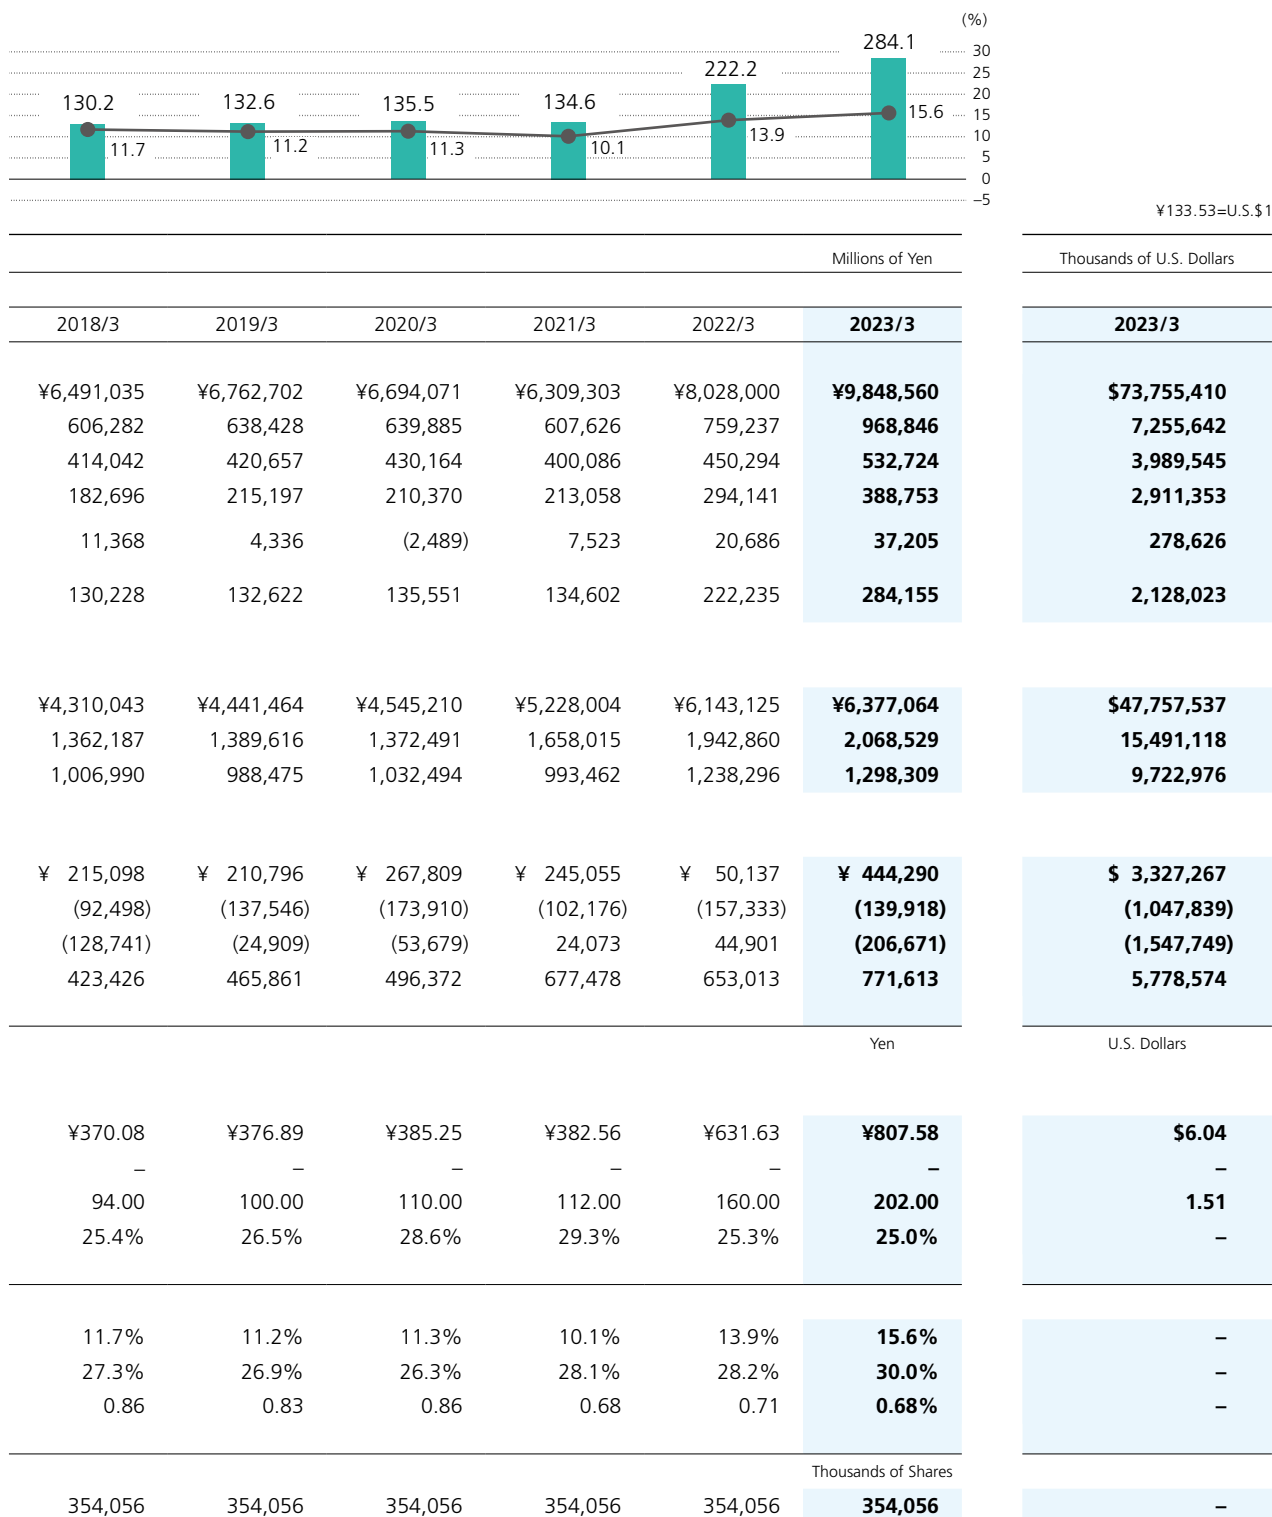 (%)
284.1
30
222.2
25
130.2 132.6 135.5 134.6
20
15.6 15
11.7 11.2 11.3 10.1 13.9
10
5
0
–5
¥133.53=U.S.$1
Millions of Yen Thousands of U.S. Dollars
2018/3 2019/3 2020/3 2021/3 2022/3 2023/3 2023/3
¥6,491,035 ¥6,762,702 ¥6,694,071 ¥6,309,303 ¥8,028,000 ¥9,848,560 $73,755,410
606,282 638,428 639,885 607,626 759,237 968,846 7,255,642
414,042 420,657 430,164 400,086 450,294 532,724 3,989,545
182,696 215,197 210,370 213,058 294,141 388,753 2,911,353
11,368 4,336 (2,489) 7,523 20,686 37,205 278,626
130,228 132,622 135,551 134,602 222,235 284,155 2,128,023
¥4,310,043 ¥4,441,464 ¥4,545,210 ¥5,228,004 ¥6,143,125 ¥6,377,064 $47,757,537
1,362,187 1,389,616 1,372,491 1,658,015 1,942,860 2,068,529 15,491,118
1,006,990 988,475 1,032,494 993,462 1,238,296 1,298,309 9,722,976
¥ 215,098 ¥ 210,796 ¥ 267,809 ¥ 245,055 ¥ 50,137 ¥ 444,290 $ 3,327,267
(92,498) (137,546) (173,910) (102,176) (157,333) (139,918) (1,047,839)
(128,741) (24,909) (53,679) 24,073 44,901 (206,671) (1,547,749)
423,426 465,861 496,372 677,478 653,013 771,613 5,778,574
Yen U.S. Dollars
¥370.08 ¥376.89 ¥385.25 ¥382.56 ¥631.63 ¥807.58 $6.04
– – – – – – –
94.00 100.00 110.00 112.00 160.00 202.00 1.51
25.4% 26.5% 28.6% 29.3% 25.3% 25.0% –
11.7% 11.2% 11.3% 10.1% 13.9% 15.6% –
27.3% 26.9% 26.3% 28.1% 28.2% 30.0% –
0.86 0.83 0.86 0.68 0.71 0.68% –
Thousands of Shares
354,056 354,056 354,056 354,056 354,056 354,056 –